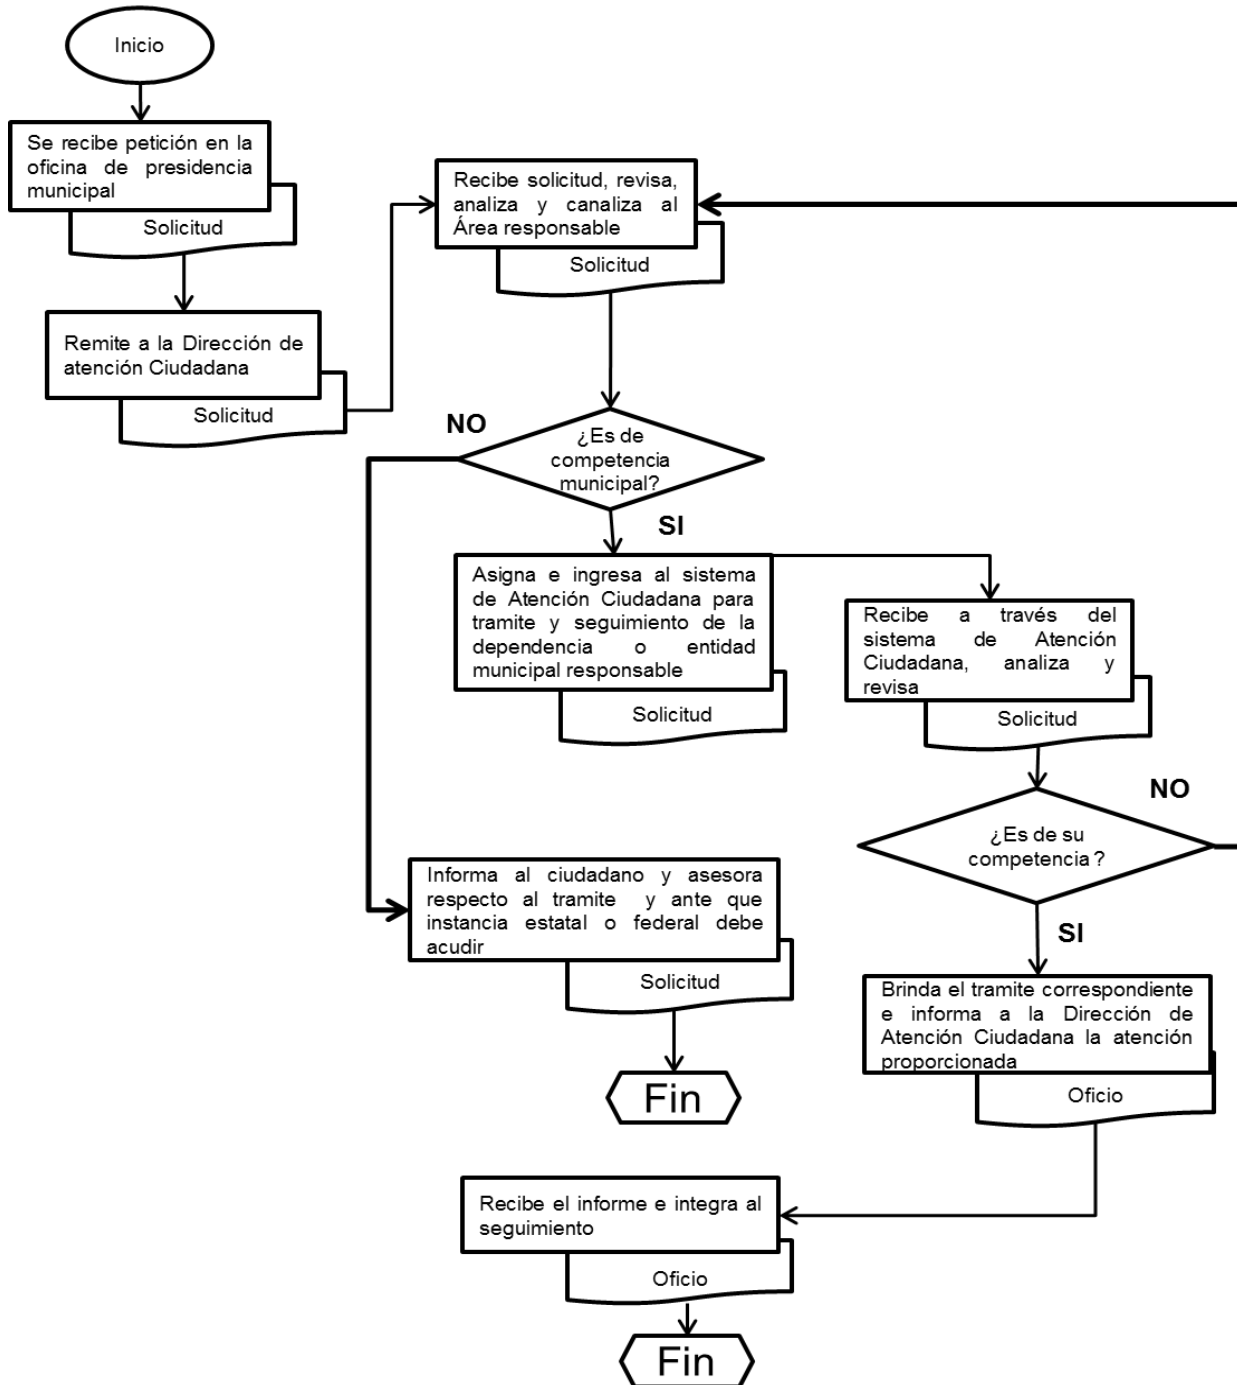 Inicio
Se recibe petición en la
oficina de presidencia
municipal
Solicitud
Remite a la Dirección de
atención Ciudadana
Solicitud
Recibe solicitud, revisa,
analiza y canaliza al
Área responsable
Solicitud
¿Es de
competencia
municipal?
NO
SI
Asigna e ingresa al sistema
de Atención Ciudadana para
tramite y seguimiento de la
dependencia o entidad
municipal responsable
Solicitud
Recibe a través del
sistema de Atención
Ciudadana, analiza y
revisa
Solicitud
¿Es de su
competencia ?
NO
SI
Informa al ciudadano y asesora
respecto al tramite y ante que
instancia estatal o federal debe
acudir
Solicitud
Fin
Brinda el tramite correspondiente
e informa a la Dirección de
Atención Ciudadana la atención
proporcionada
Oficio
Recibe el informe e integra al
seguimiento
Oficio
Fin